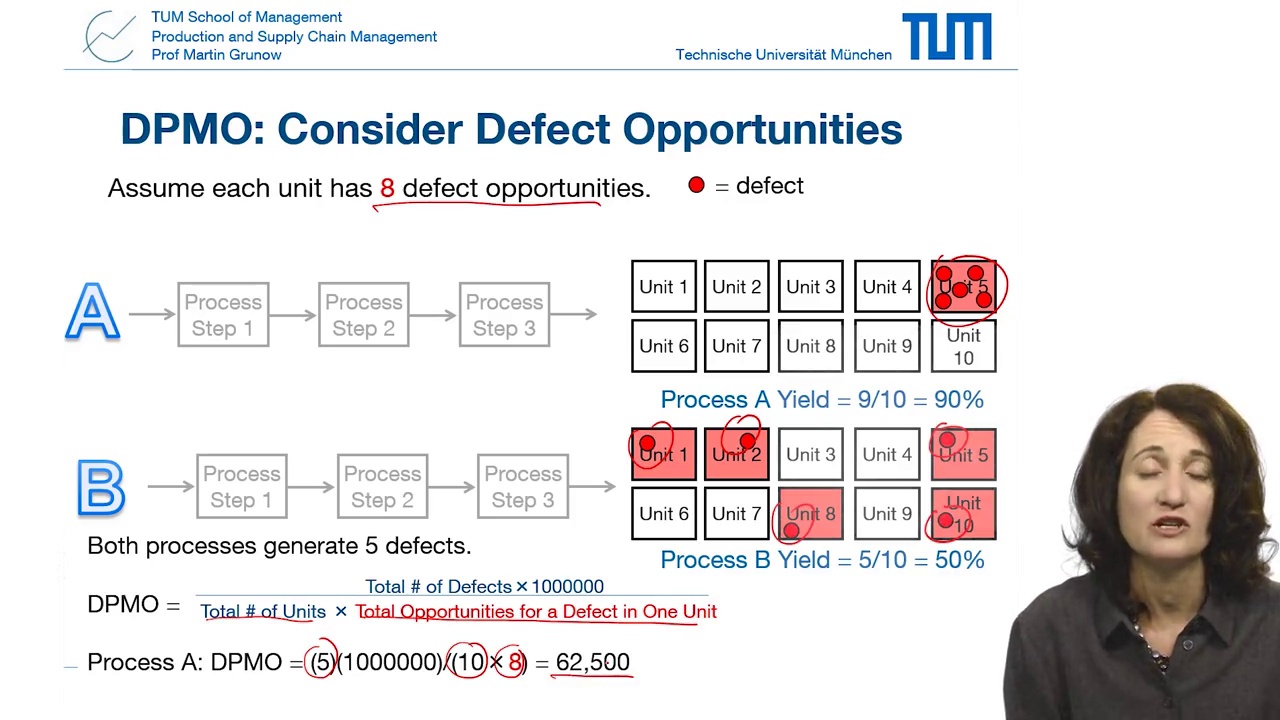 TUM School of Management
Production and Supply Chain Management
Prof Martin Grunow
Technische Universität München
TUM
DPMO: Consider Defect Opportunities
Assume each unit has 8 defect opportunities.
= defect
A
Process Step 1
Process Step 2
Process Step 3
Unit 1
Unit 2
Unit 3
Unit 4
Unit 5
Unit 6
Unit 7
Unit 8
Unit 9
Unit 10
Process A Yield = 9/10 = 90%
B
Process Step 1
Process Step 2
Process Step 3
Unit 1
Unit 2
Unit 3
Unit 4
Unit 5
Unit 6
Unit 7
Unit 8
Unit 9
Unit 10
Process B Yield = 5/10 = 50%
Both processes generate 5 defects.
DPMO =
Total # of Defects × 1000000
Total # of Units × Total Opportunities for a Defect in One Unit
Process A: DPMO = (5)(1000000)/(10 × 8) = 62,500